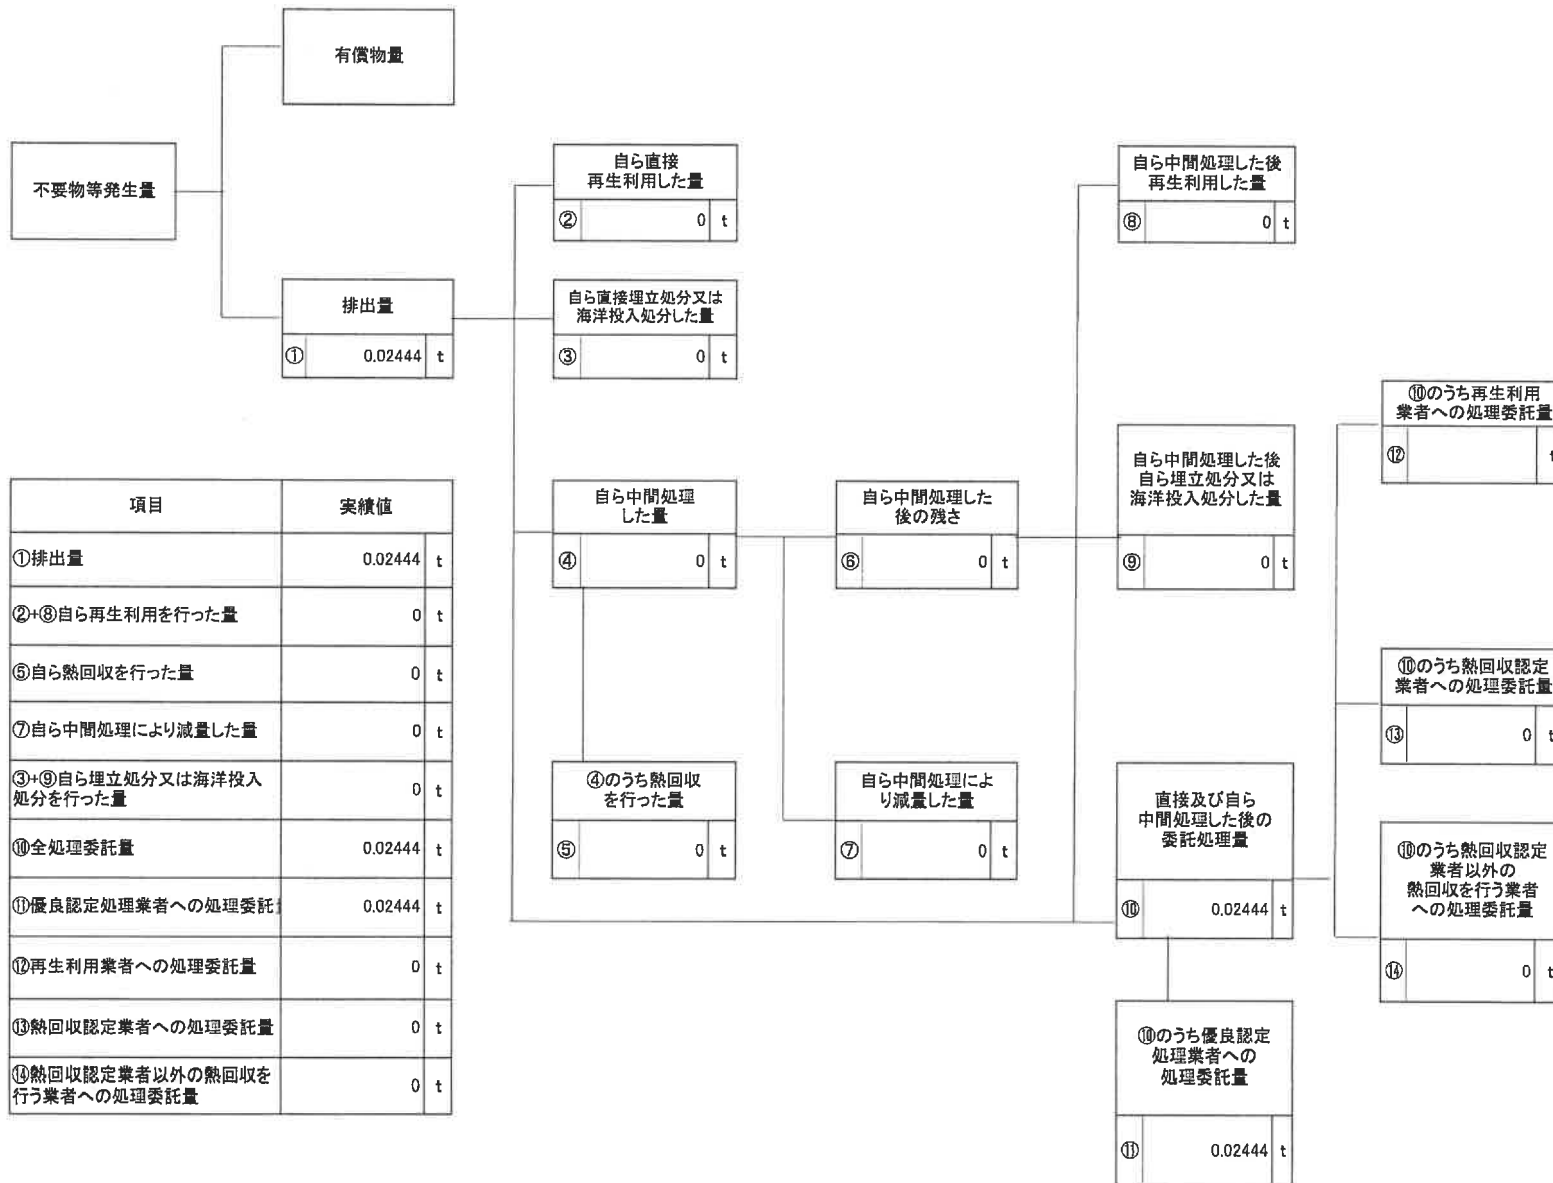 有償物量
不要物等発生量
排出量
① 0.02444 t
自ら直接
再生利用した量
② 0 t
自ら直接埋立処分又は
海洋投入処分した量
③ 0 t
自ら中間処理
した量
④ 0 t
④のうち熱回収
を行った量
⑤ 0 t
自ら中間処理した
後の残さ
⑥ 0 t
自ら中間処理によ
り減量した量
⑦ 0 t
自ら中間処理した後
再生利用した量
⑧ 0 t
自ら中間処理した後
自ら埋立処分又は
海洋投入処分した量
⑨ 0 t
直接及び自ら
中間処理した後の
委託処理量
⑩ 0.02444 t
⑩のうち優良認定
処理業者への
処理委託量
⑪ 0.02444 t
⑩のうち再生利用
業者への処理委託量
⑫ t
⑩のうち熱回収認定
業者への処理委託量
⑬ 0 t
⑩のうち熱回収認定
業者以外の
熱回収を行う業者
への処理委託量
⑭ 0 t
項目 実績値
①排出量 0.02444 t
②+⑧自ら再生利用を行った量 0 t
⑤自ら熱回収を行った量 0 t
⑦自ら中間処理により減量した量 0 t
③+⑨自ら埋立処分又は海洋投入
処分を行った量 0 t
⑩全処理委託量 0.02444 t
⑪優良認定処理業者への処理委託 0.02444 t
⑫再生利用業者への処理委託量 0 t
⑬熱回収認定業者への処理委託量 0 t
⑭熱回収認定業者以外の熱回収を
行う業者への処理委託量 0 t